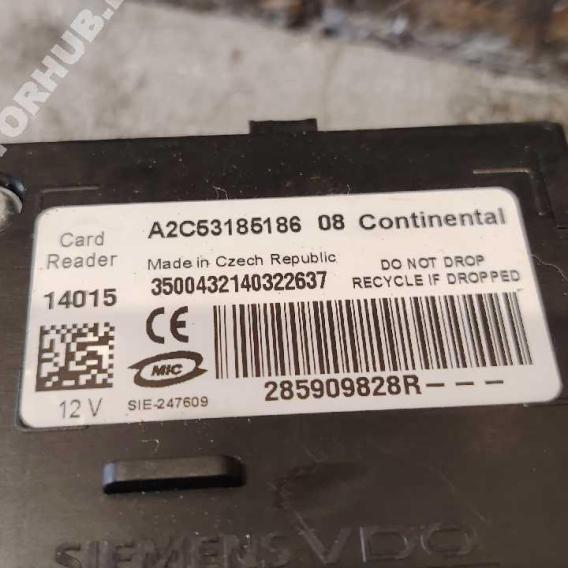 Card
Reader
14015
12 V
A2C53185186 08 Continental
Made in Czech Republic
3500432140322637
DO NOT DROP
RECYCLE IF DROPPED
CE
MIC
SIE-247609
285909828R---
SIEMENS VDO